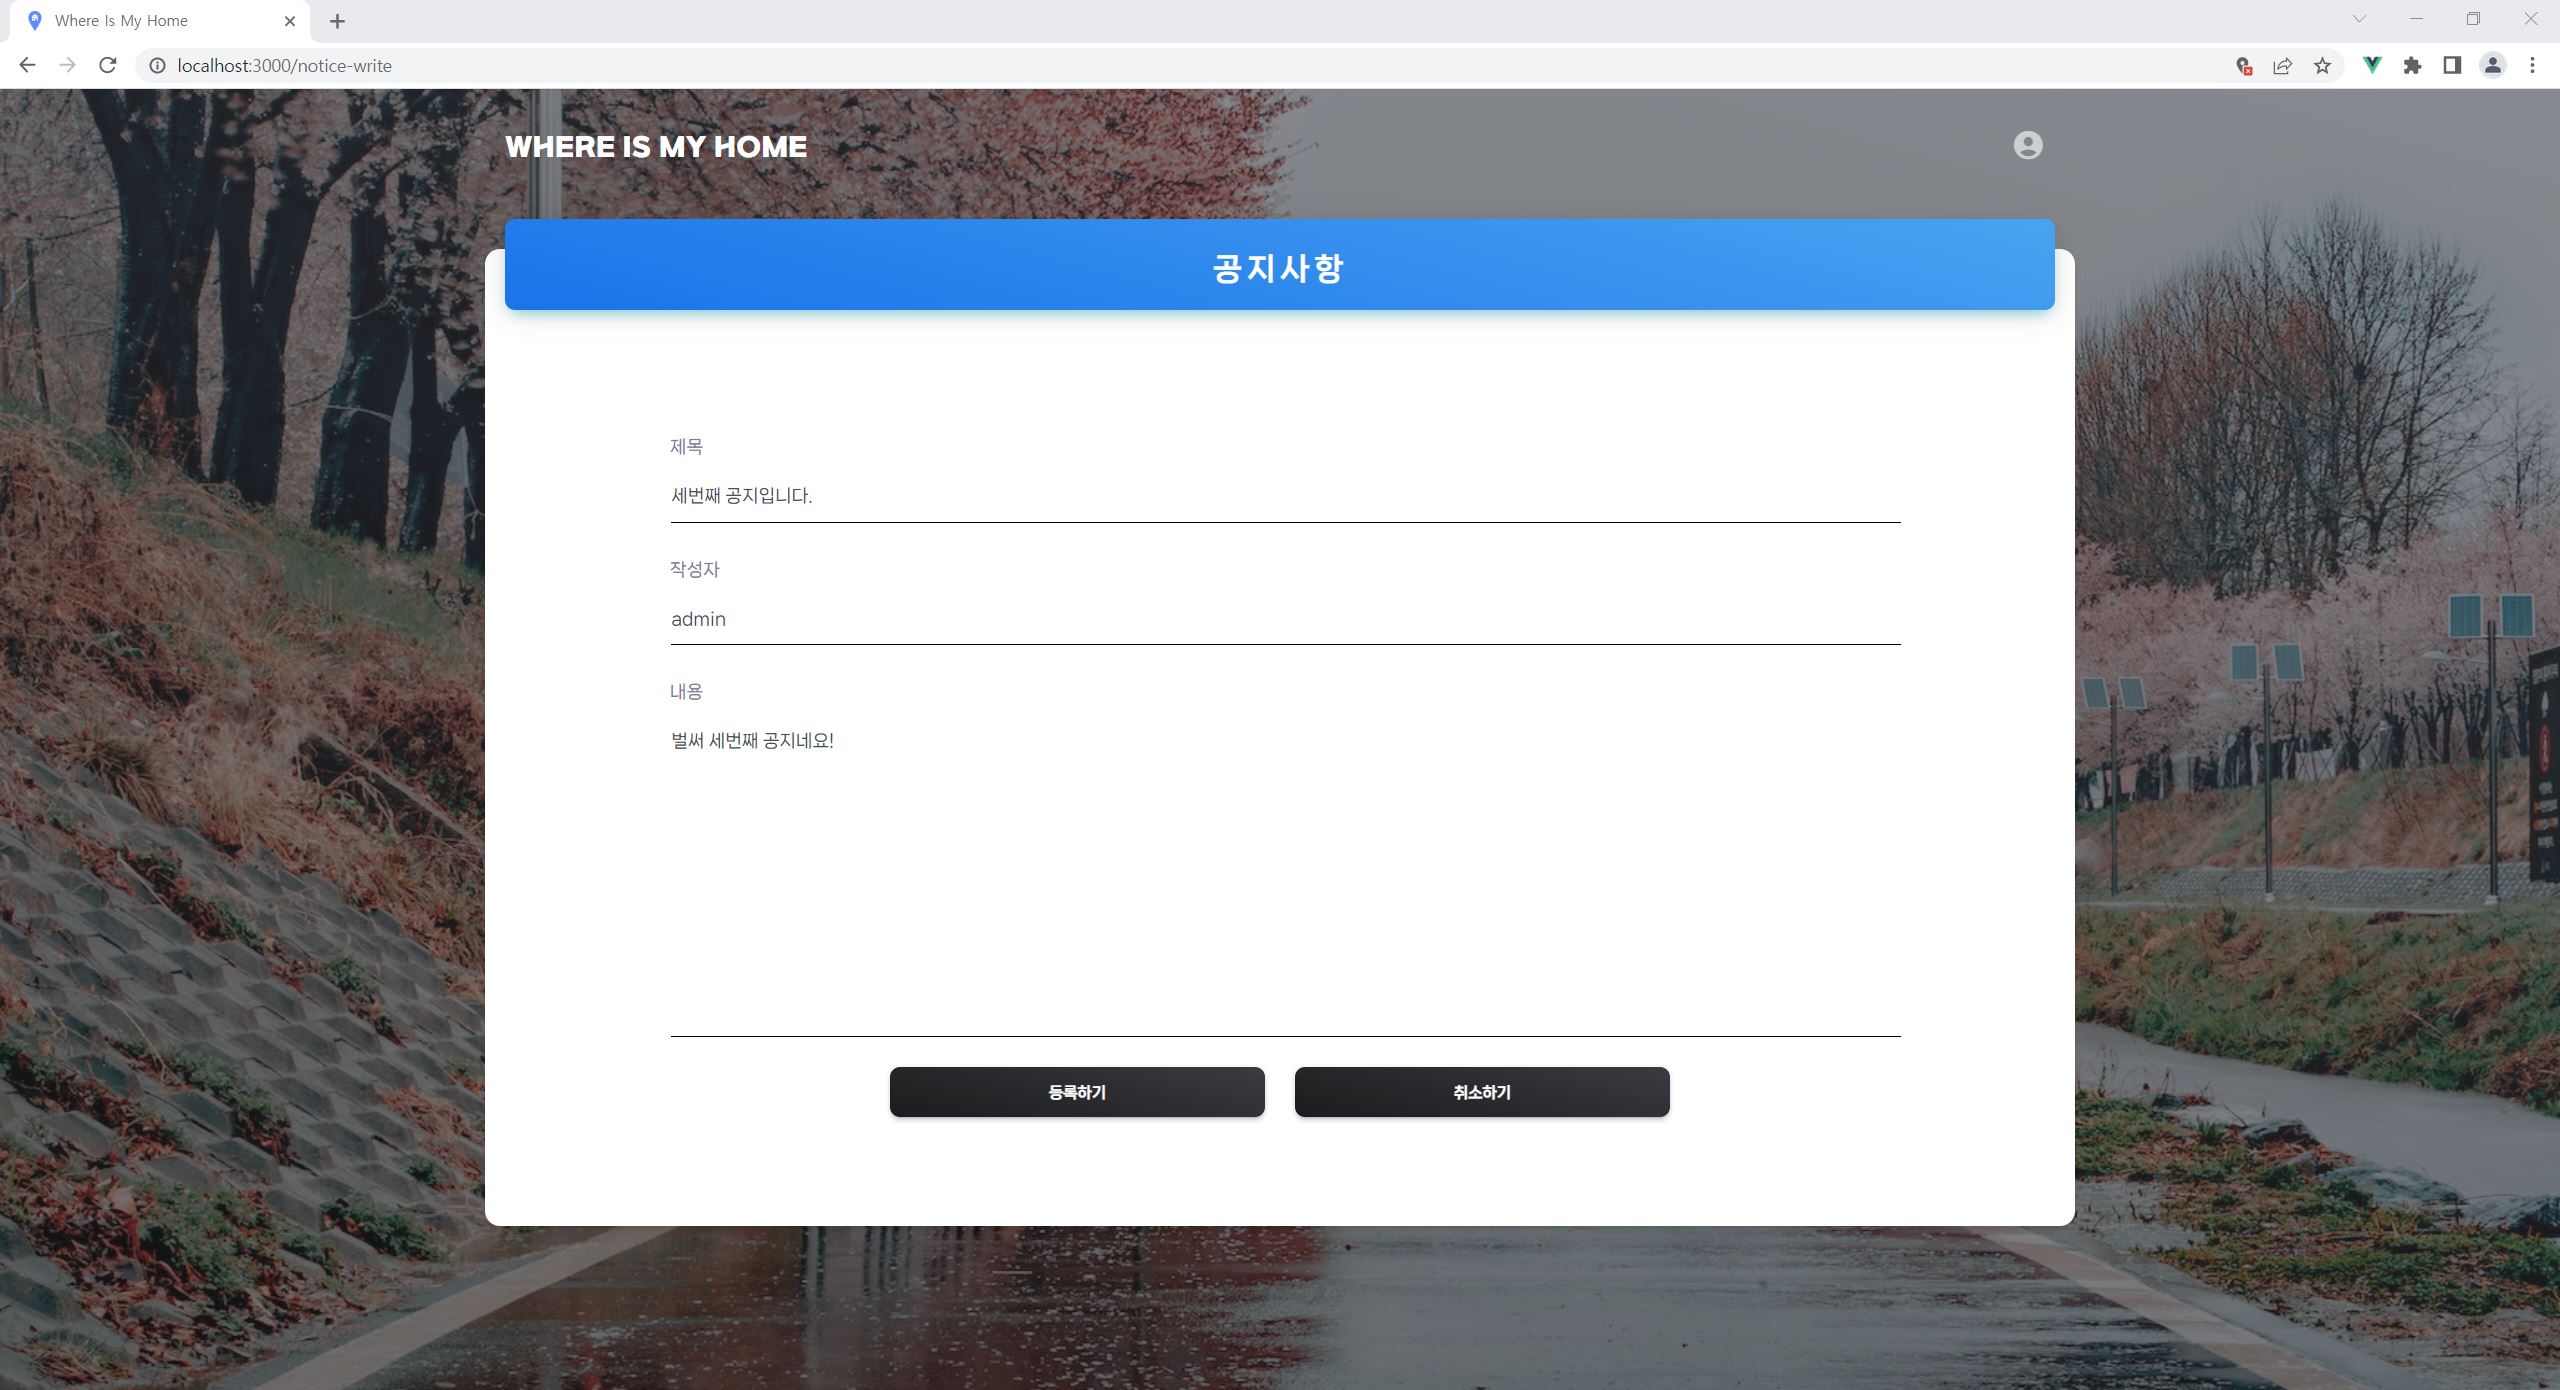 Where Is My Home
localhost:3000/notice-write
WHERE IS MY HOME
공지사항
제목
세번째 공지입니다.
작성자
admin
내용
벌써 세번째 공지네요!
등록하기
취소하기